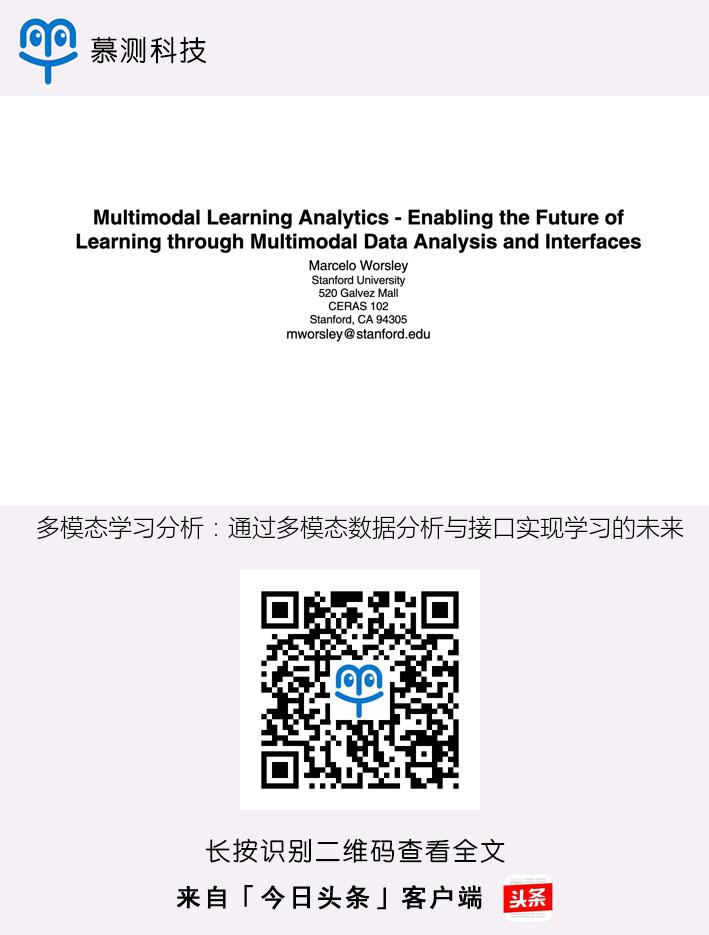 慕测科技
Multimodal Learning Analytics - Enabling the Future of
Learning through Multimodal Data Analysis and Interfaces
Marcelo Worsley
Stanford University
520 Galvez Mall
CERAS 102
Stanford, CA 94305
mworsley@stanford.edu
多模态学习分析：通过多模态数据分析与接口实现学习的未来
长按识别二维码查看全文
来自「今日头条」客户端
头条